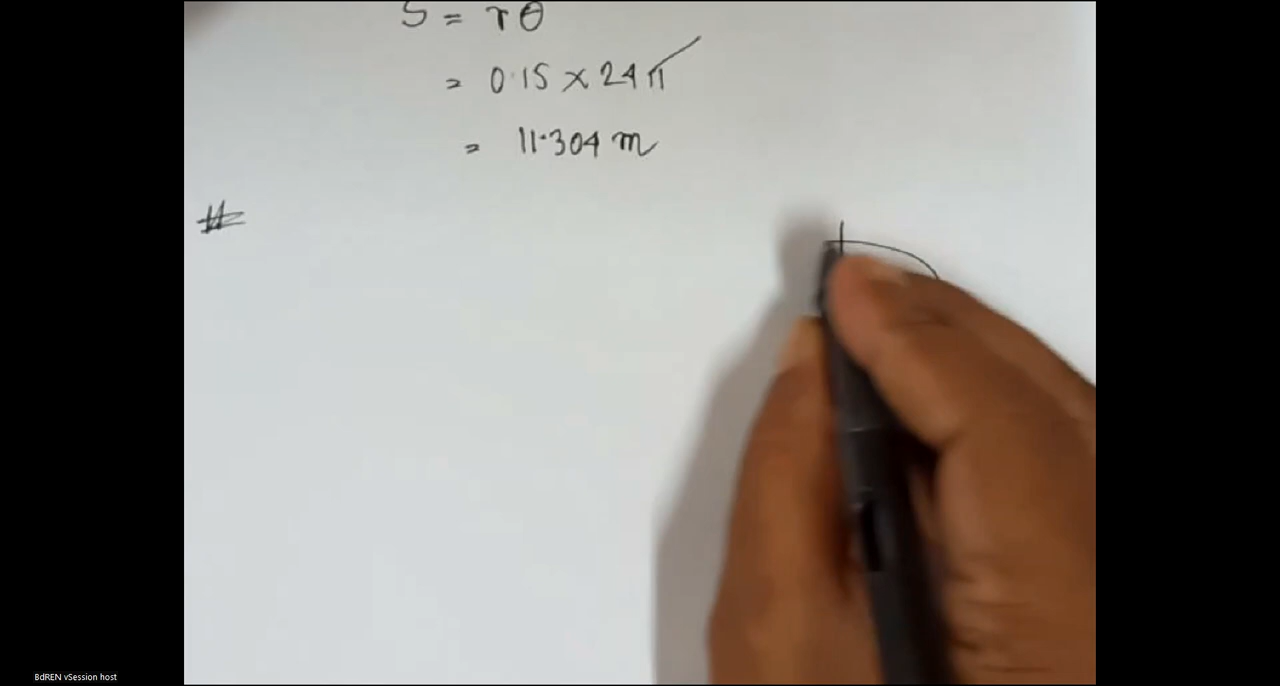 S = rθ
= 0.15 × 24π
= 11.304 m
#
BdREN vSession host